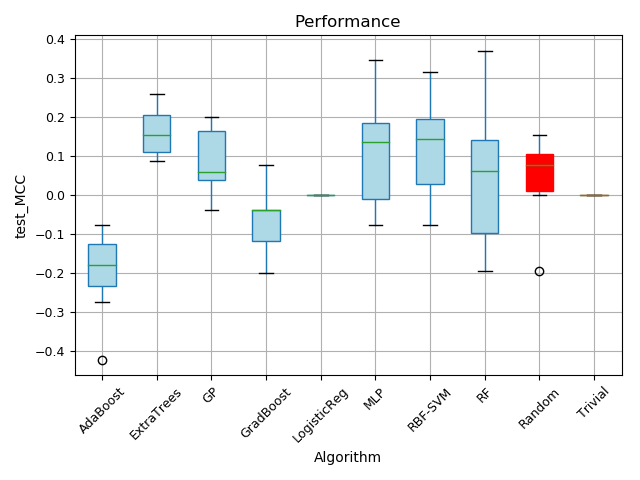 Performance
0.4
0.3
0.2
0.1
0.0
−0.1
−0.2
−0.3
−0.4
test_MCC
AdaBoost
ExtraTrees
GP
GradBoost
LogisticReg
MLP
RBF-SVM
RF
Random
Trivial
Algorithm